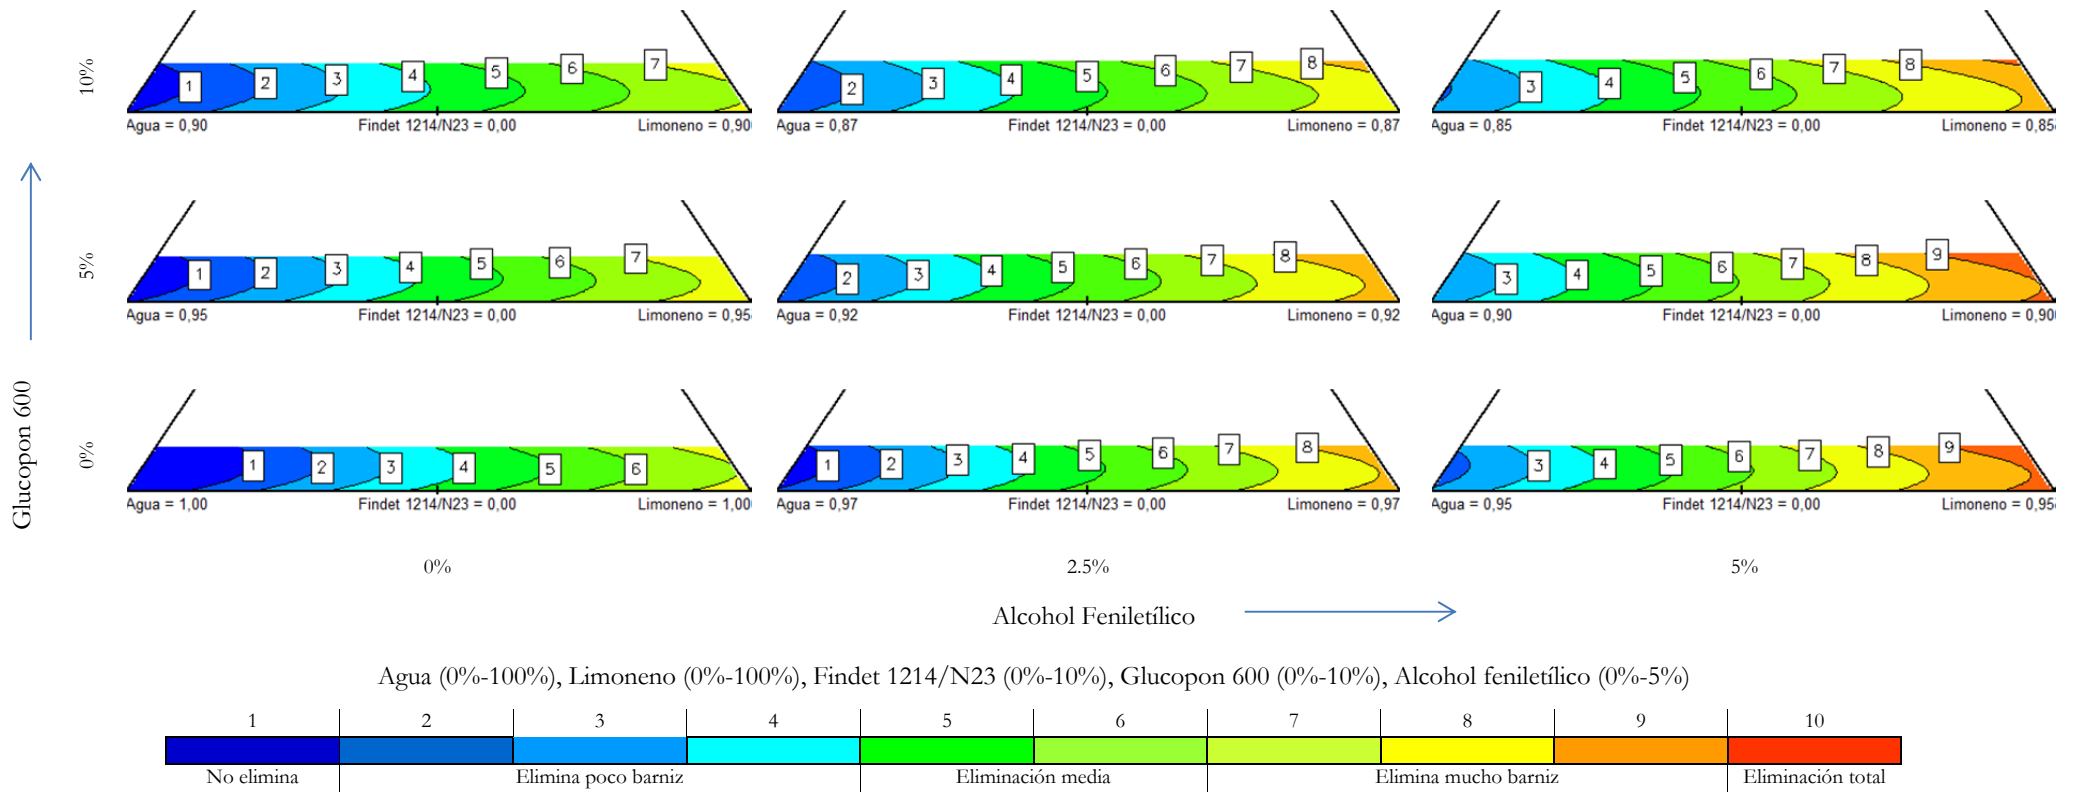 10%
1 2 3 4 5 6 7
Agua = 0,90 Findet 1214/N23 = 0,00 Limoneno = 0,90
2 3 4 5 6 7 8
Agua = 0,87 Findet 1214/N23 = 0,00 Limoneno = 0,87
3 4 5 6 7 8
Agua = 0,85 Findet 1214/N23 = 0,00 Limoneno = 0,85
5%
1 2 3 4 5 6 7
Agua = 0,95 Findet 1214/N23 = 0,00 Limoneno = 0,95
2 3 4 5 6 7 8
Agua = 0,92 Findet 1214/N23 = 0,00 Limoneno = 0,92
3 4 5 6 7 8 9
Agua = 0,90 Findet 1214/N23 = 0,00 Limoneno = 0,90
Glucopon 600
0%
1 2 3 4 5 6
Agua = 1,00 Findet 1214/N23 = 0,00 Limoneno = 1,00
1 2 3 4 5 6 7 8
Agua = 0,97 Findet 1214/N23 = 0,00 Limoneno = 0,97
3 4 5 6 7 8 9
Agua = 0,95 Findet 1214/N23 = 0,00 Limoneno = 0,95
0% 2.5% 5%
Alcohol Feniletílico
Agua (0%-100%), Limoneno (0%-100%), Findet 1214/N23 (0%-10%), Glucopon 600 (0%-10%), Alcohol feniletílico (0%-5%)
1 2 3 4 5 6 7 8 9 10
No elimina Elimina poco barniz Eliminación media Elimina mucho barniz Eliminación total